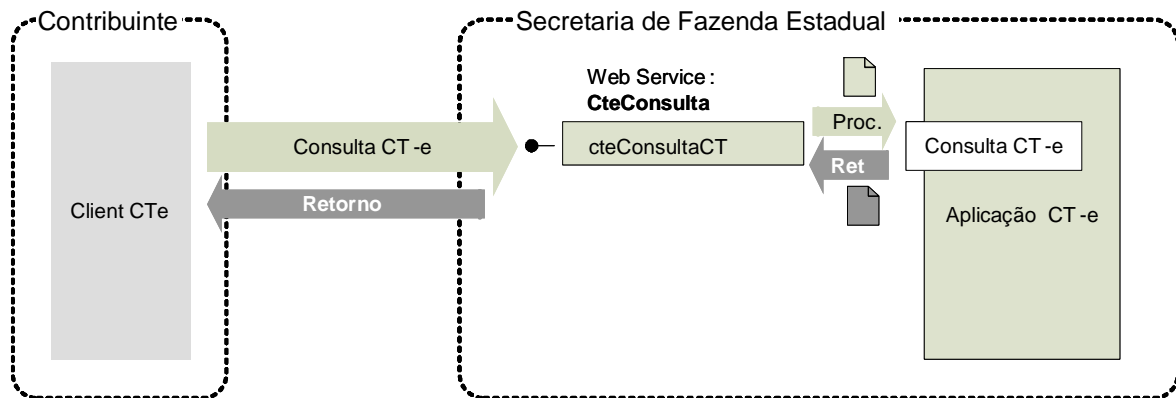 Contribuinte
Secretaria de Fazenda Estadual
Web Service :
CteConsulta
Client CTe
Consulta CT -e
Retorno
cteConsultaCT
Proc.
Ret
Consulta CT -e
Aplicação CT -e